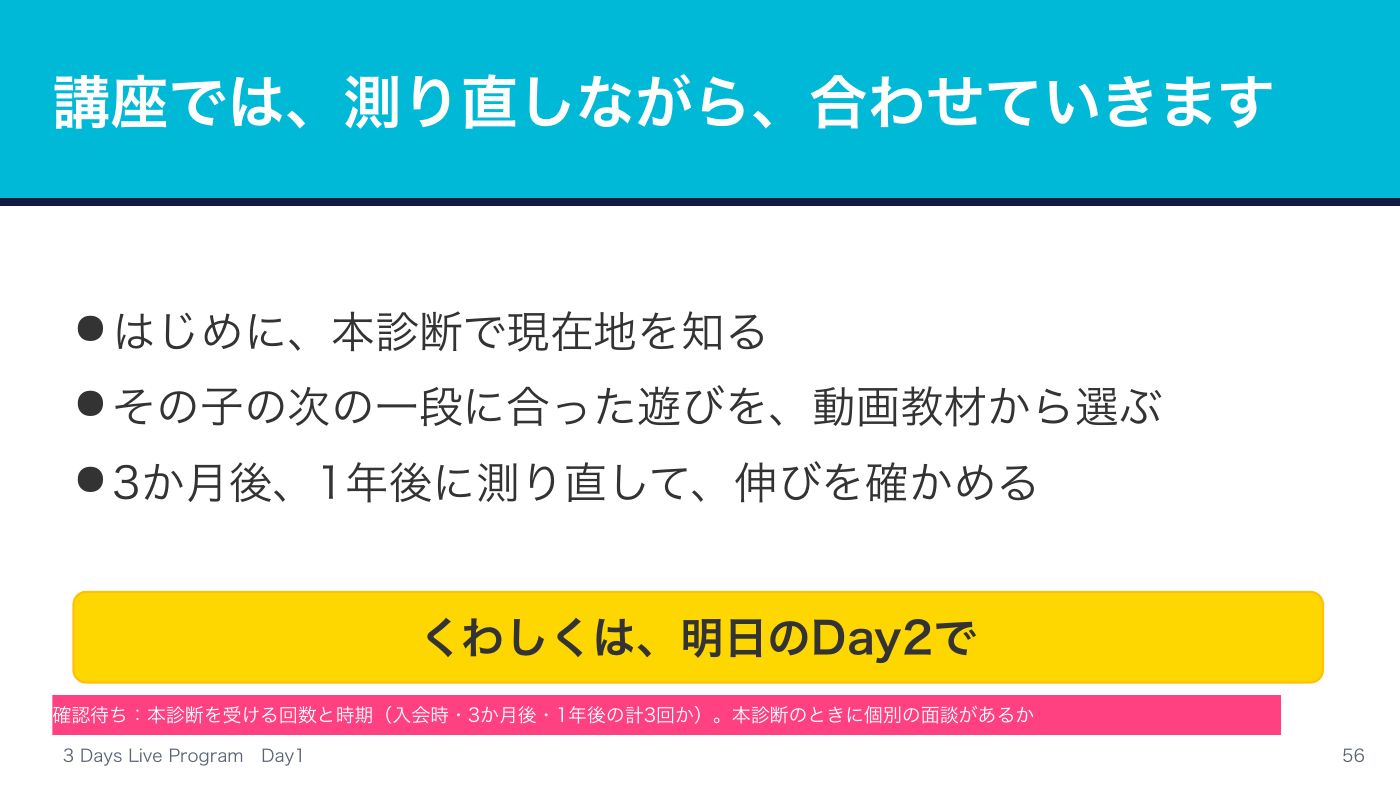 講座では、測り直しながら、合わせていきます
●はじめに、本診断で現在地を知る
●その子の次の一段に合った遊びを、動画教材から選ぶ
●3か月後、1年後に測り直して、伸びを確かめる
くわしくは、明日のDay2で
確認待ち：本診断を受ける回数と時期（入会時・3か月後・1年後の計3回か）。本診断のときに個別の面談があるか
3 Days Live Program　Day1
56